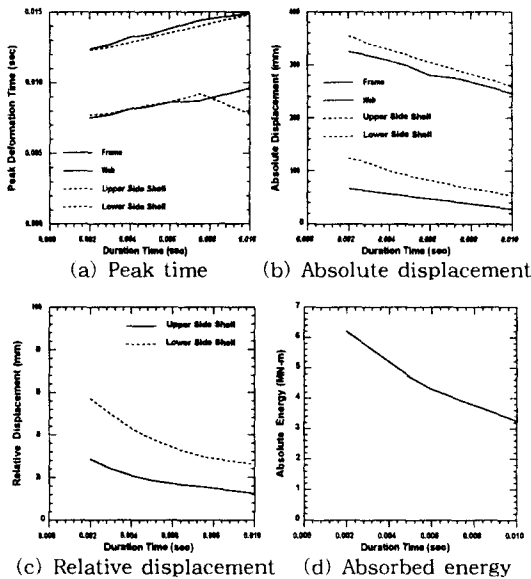 0.015
0.010
0.005
0.000
Peak Deformation Time (sec)
Frame
Web
Upper Side Shell
Lower Side Shell
0.000 0.002 0.004 0.006 0.008 0.010
Duration Time (sec)
(a) Peak time
400
300
200
100
0
Absolute Displacement (mm)
Frame
Web
Upper Side Shell
Lower Side Shell
0.000 0.002 0.004 0.006 0.008 0.010
Duration Time (sec)
(b) Absolute displacement
Relative Displacement (mm)
Upper Side Shell
Lower Side Shell
0
0.000 0.002 0.004 0.006 0.008 0.010
Duration Time (sec)
(c) Relative displacement
7
6
5
4
3
2
1
0
Absolute Energy (MN-m)
0.000 0.002 0.004 0.006 0.008 0.010
Duration Time (sec)
(d) Absorbed energy